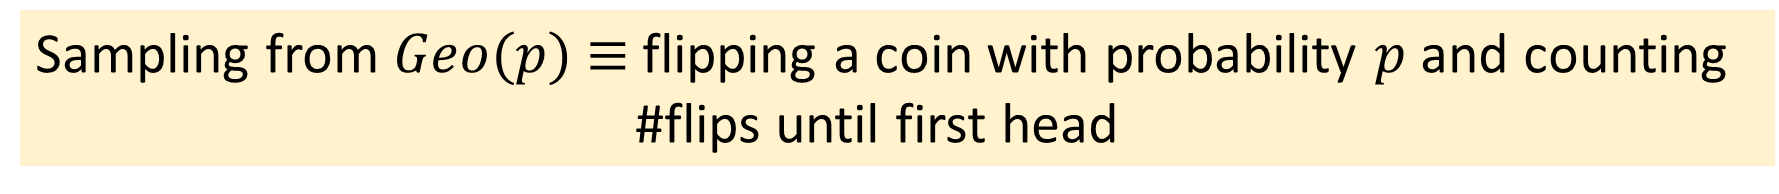 Sampling from Geo(p) ≡ flipping a coin with probability p and counting
#flips until first head